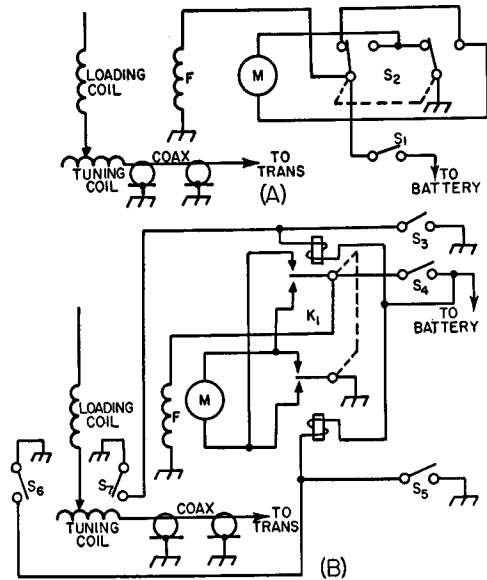 LOADING COIL
F
M
S2
S1
TUNING COIL
COAX
TO TRANS
(A)
TO BATTERY
S3
S4
K1
TO BATTERY
LOADING COIL
F
M
S6
S7
TUNING COIL
COAX
TO TRANS
S5
(B)